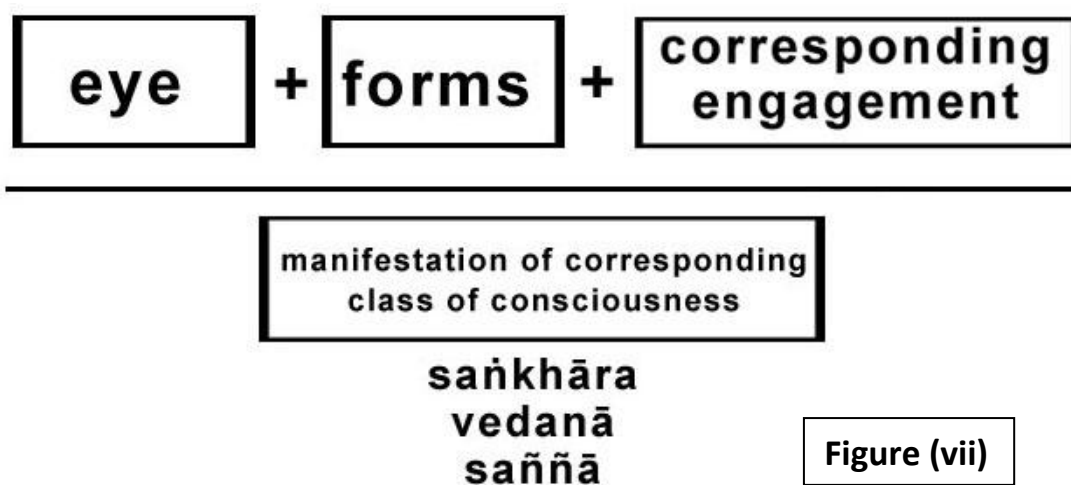 eye + forms + corresponding
engagement
manifestation of corresponding
class of consciousness
saṅkhāra
vedanā
saññā
Figure (vii)